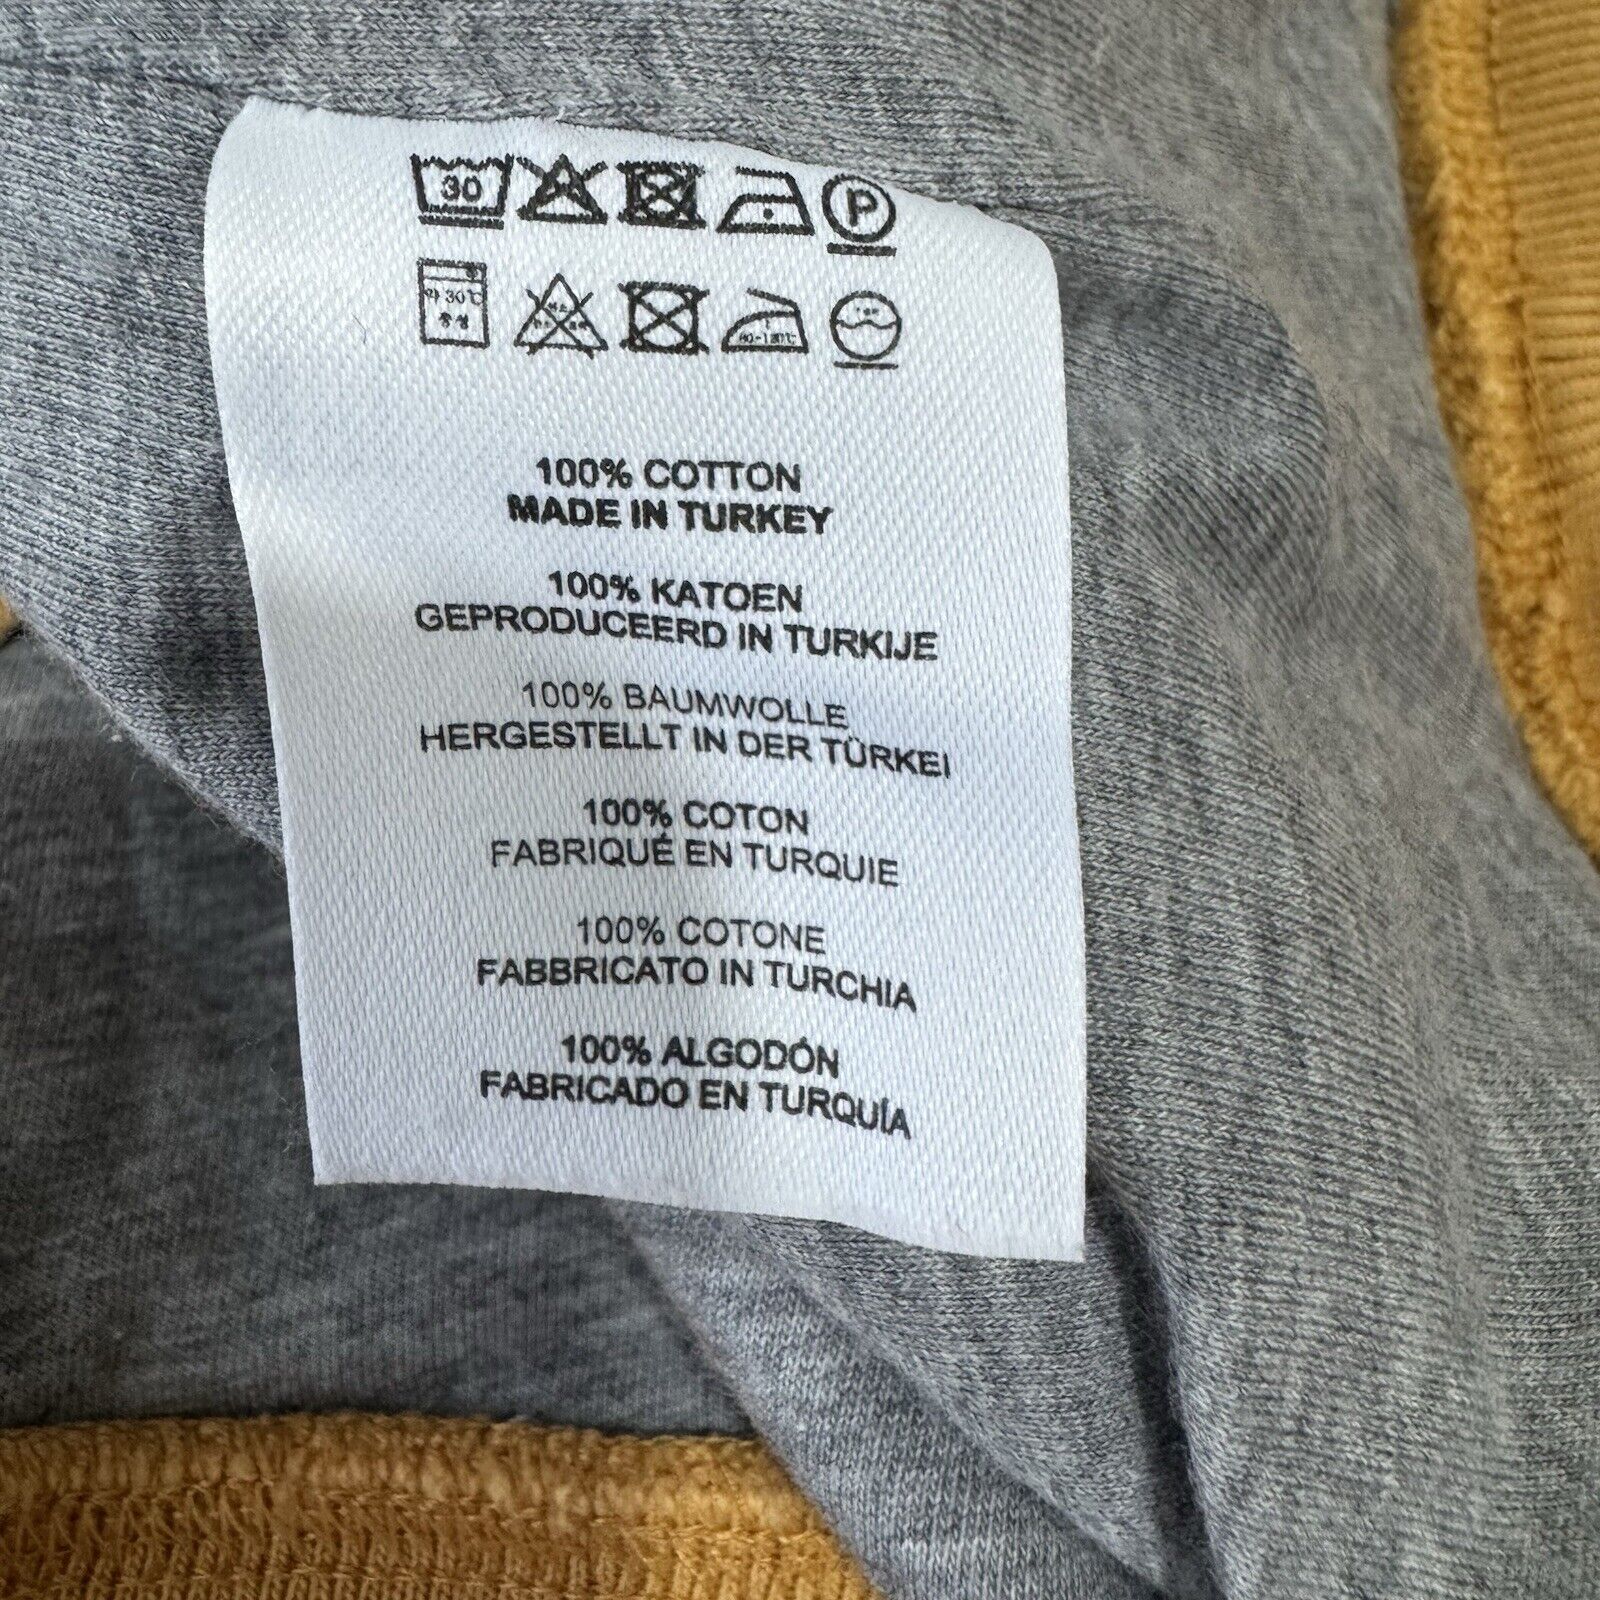 30
P
30℃
100% COTTON
MADE IN TURKEY
100% KATOEN
GEPRODUCEERD IN TURKIJE
100% BAUMWOLLE
HERGESTELLT IN DER TÜRKEI
100% COTON
FABRIQUÉ EN TURQUIE
100% COTONE
FABBRICATO IN TURCHIA
100% ALGODÓN
FABRICADO EN TURQUÍA